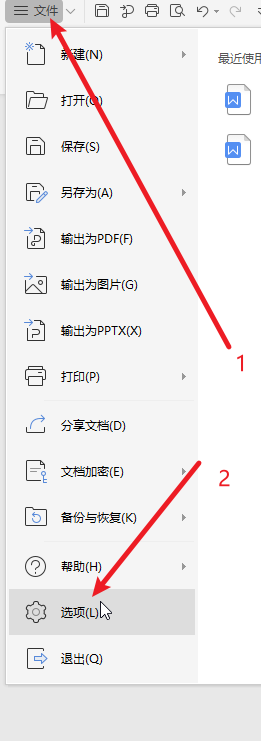 文件
最近使用
新建(N)
打开(O)
保存(S)
另存为(A)
输出为PDF(F)
输出为图片(G)
输出为PPTX(X)
打印(P)
1
分享文档(D)
文档加密(E)
2
备份与恢复(K)
帮助(H)
选项(L)
退出(Q)